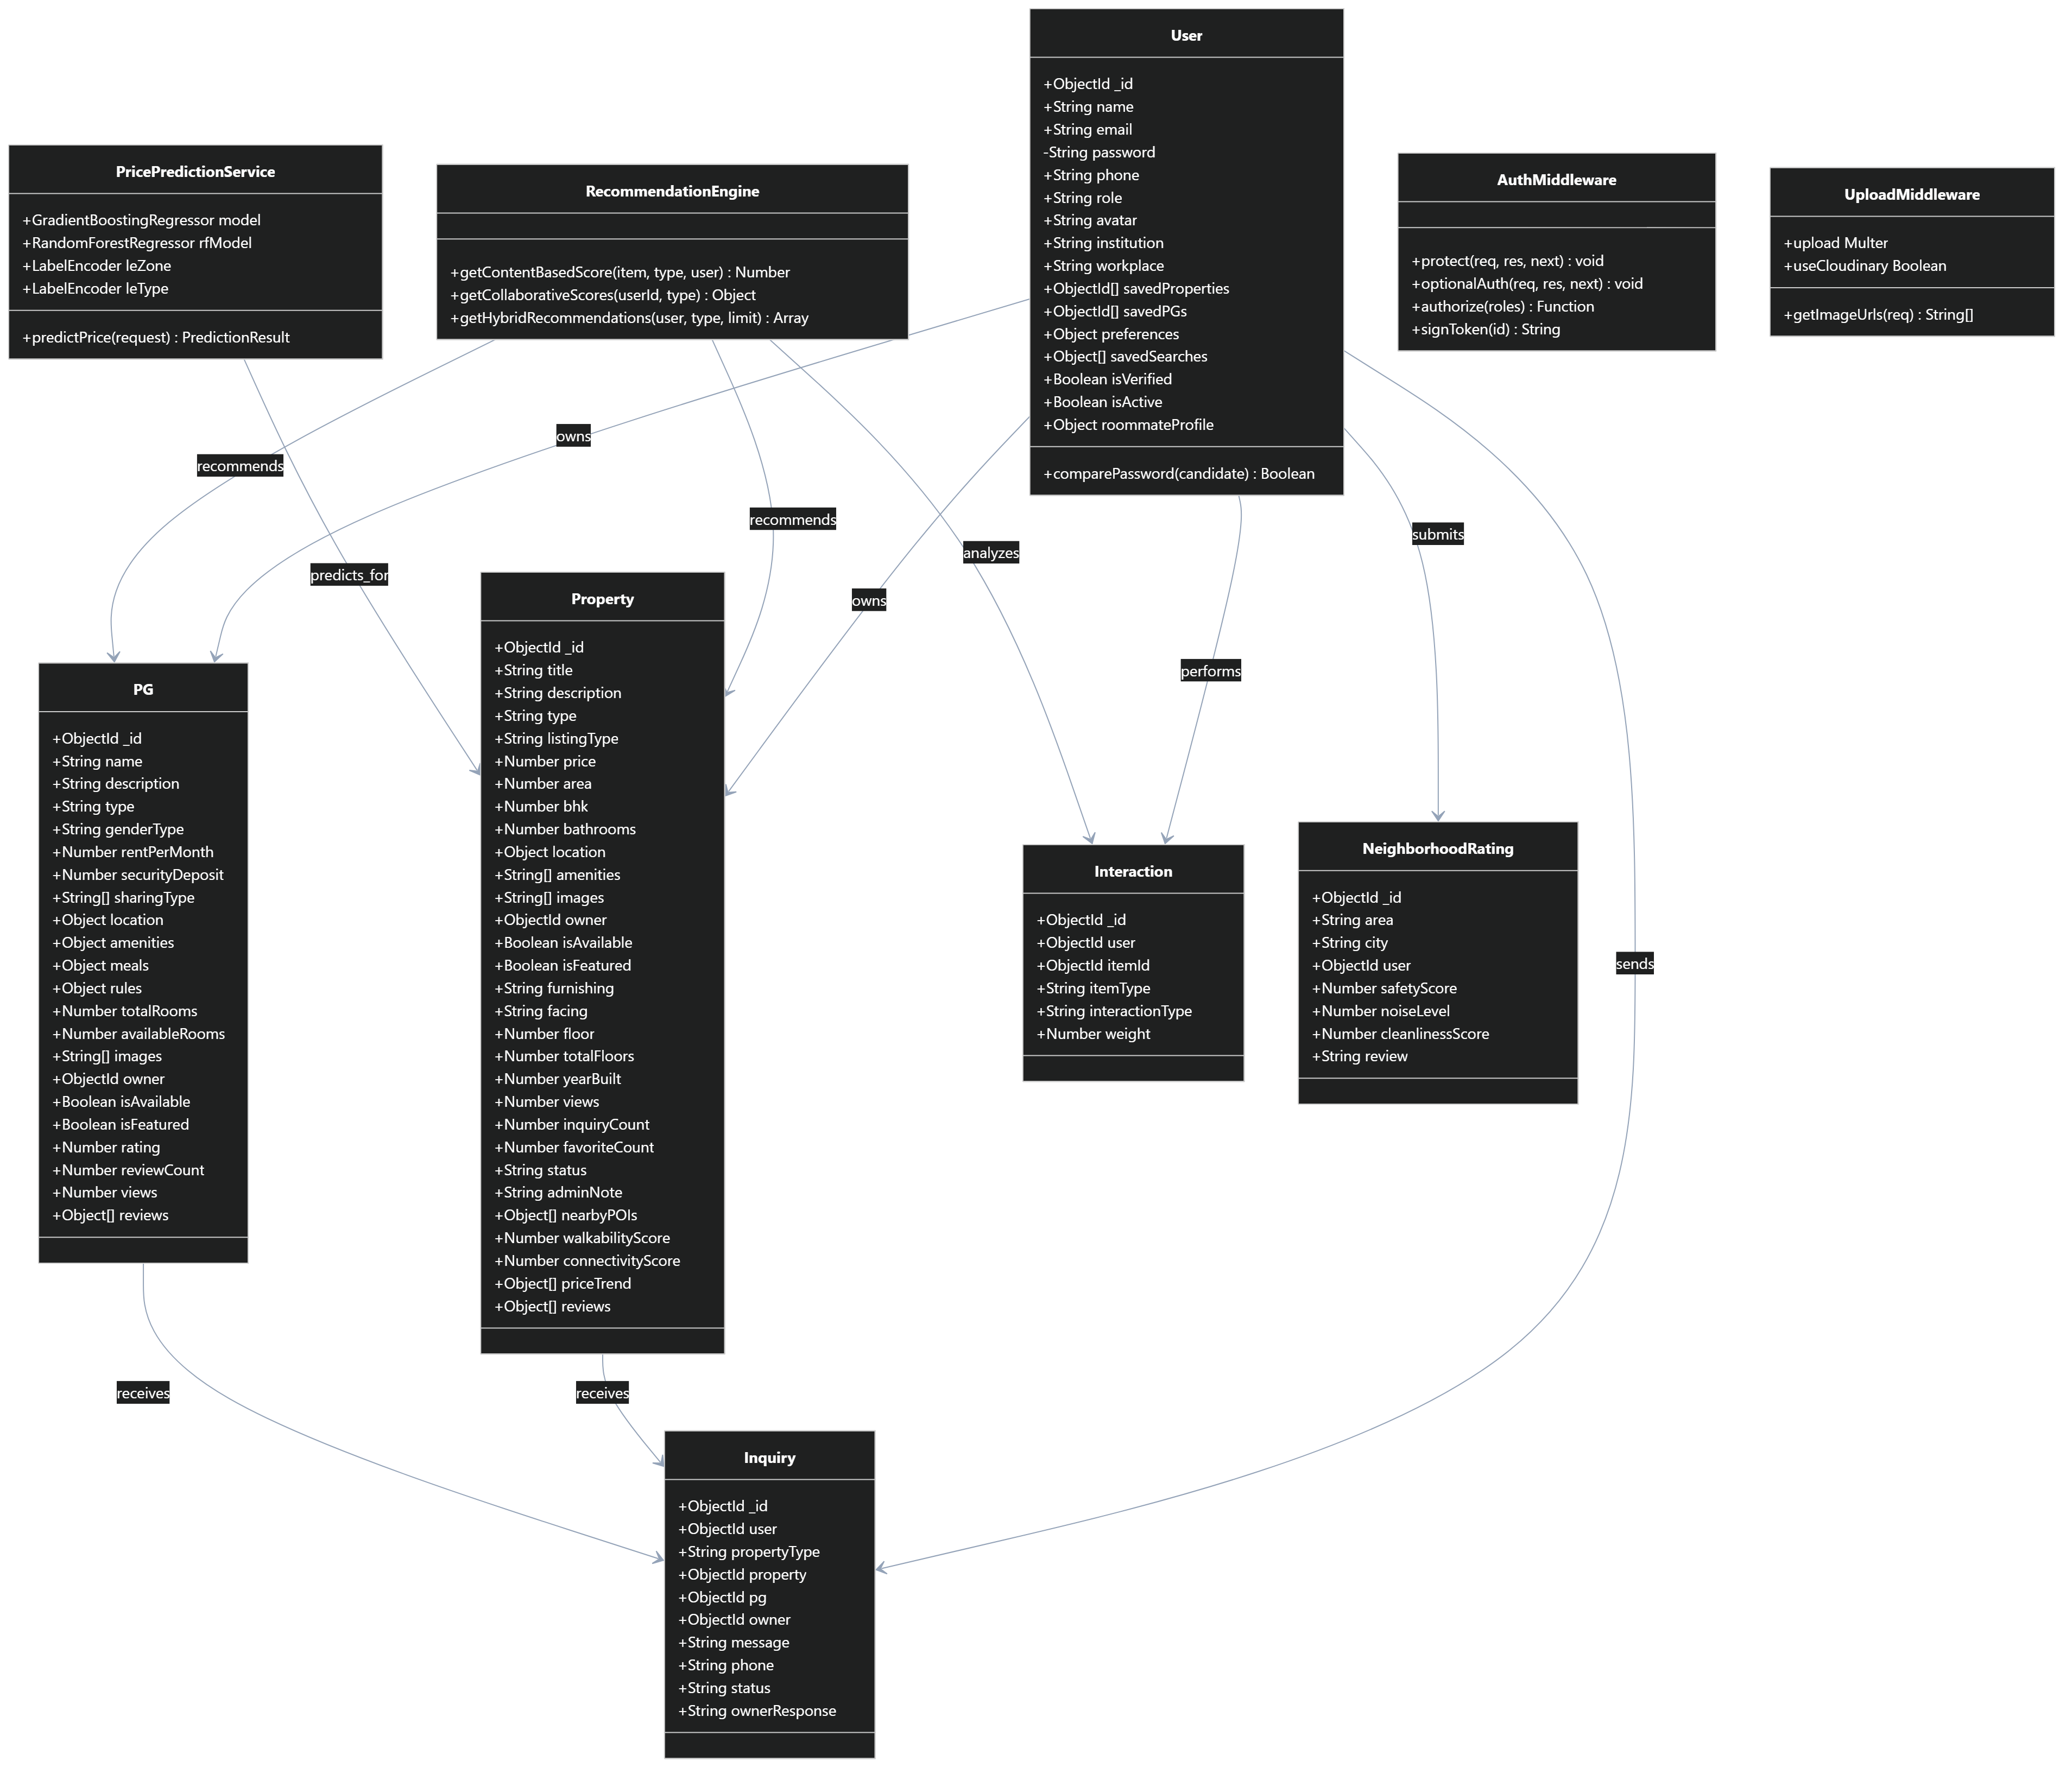 User
+ObjectId _id
+String name
+String email
-String password
+String phone
+String role
+String avatar
+String institution
+String workplace
+ObjectId[] savedProperties
+ObjectId[] savedPGs
+Object preferences
+Object[] savedSearches
+Boolean isVerified
+Boolean isActive
+Object roommateProfile
+comparePassword(candidate) : Boolean
PricePredictionService
+GradientBoostingRegressor model
+RandomForestRegressor rfModel
+LabelEncoder leZone
+LabelEncoder leType
+predictPrice(request) : PredictionResult
RecommendationEngine
+getContentBasedScore(item, type, user) : Number
+getCollaborativeScores(userId, type) : Object
+getHybridRecommendations(user, type, limit) : Array
AuthMiddleware
+protect(req, res, next) : void
+optionalAuth(req, res, next) : void
+authorize(roles) : Function
+signToken(id) : String
UploadMiddleware
+upload Multer
+useCloudinary Boolean
+getImageUrls(req) : String[]
owns
recommends
recommends
submits
analyzes
predicts_for
owns
performs
PG
+ObjectId _id
+String name
+String description
+String type
+String genderType
+Number rentPerMonth
+Number securityDeposit
+String[] sharingType
+Object location
+Object amenities
+Object meals
+Object rules
+Number totalRooms
+Number availableRooms
+String[] images
+ObjectId owner
+Boolean isAvailable
+Boolean isFeatured
+Number rating
+Number reviewCount
+Number views
+Object[] reviews
Property
+ObjectId _id
+String title
+String description
+String type
+String listingType
+Number price
+Number area
+Number bhk
+Number bathrooms
+Object location
+String[] amenities
+String[] images
+ObjectId owner
+Boolean isAvailable
+Boolean isFeatured
+String furnishing
+String facing
+Number floor
+Number totalFloors
+Number yearBuilt
+Number views
+Number inquiryCount
+Number favoriteCount
+String status
+String adminNote
+Object[] nearbyPOIs
+Number walkabilityScore
+Number connectivityScore
+Object[] priceTrend
+Object[] reviews
Interaction
+ObjectId _id
+ObjectId user
+ObjectId itemId
+String itemType
+String interactionType
+Number weight
NeighborhoodRating
+ObjectId _id
+String area
+String city
+ObjectId user
+Number safetyScore
+Number noiseLevel
+Number cleanlinessScore
+String review
sends
receives
receives
Inquiry
+ObjectId _id
+ObjectId user
+String propertyType
+ObjectId property
+ObjectId pg
+ObjectId owner
+String message
+String phone
+String status
+String ownerResponse